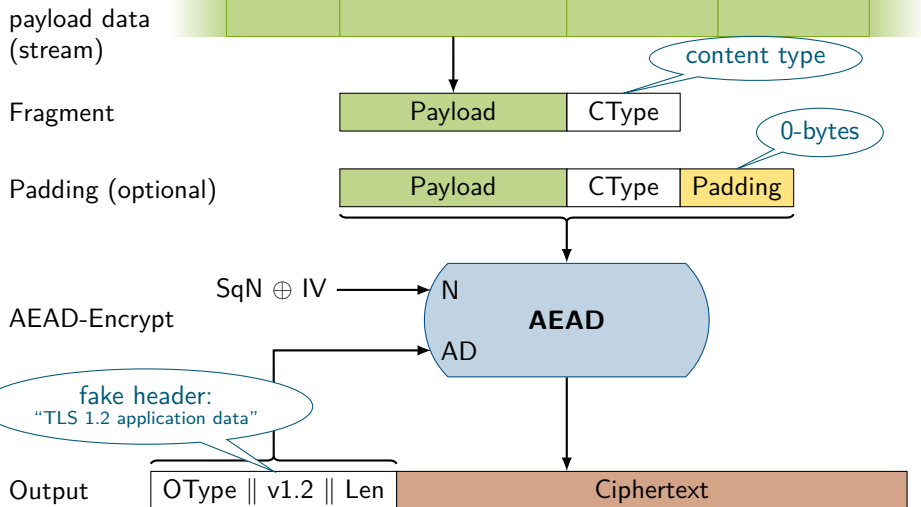 payload data
(stream)
content type
Fragment
Payload
CType
0-bytes
Padding (optional)
Payload
CType
Padding
SqN ⊕ IV
N
AEAD-Encrypt
AEAD
AD
fake header:
“TLS 1.2 application data”
Output
OType ∥ v1.2 ∥ Len
Ciphertext